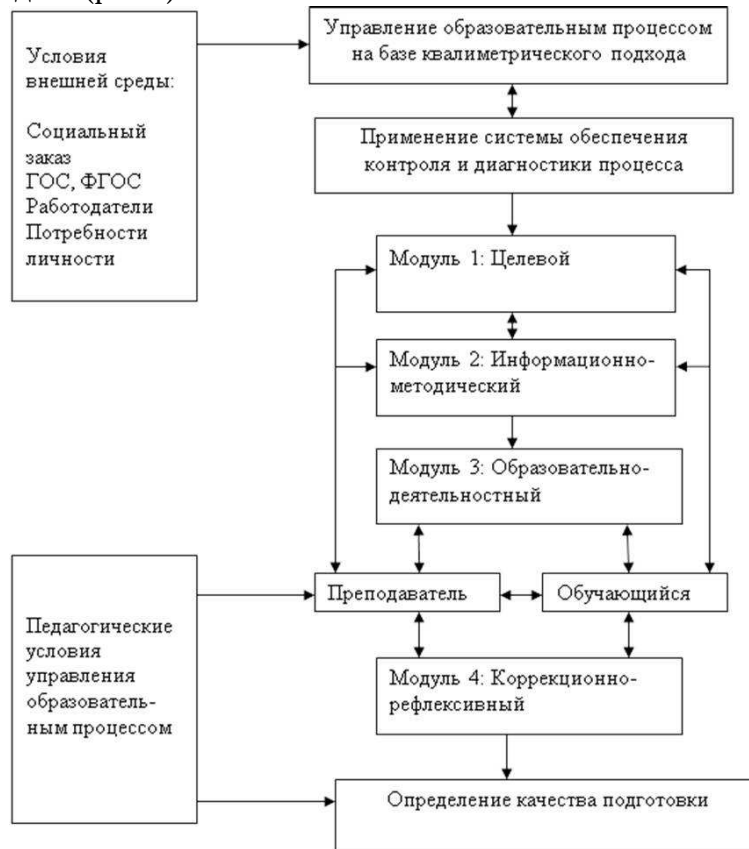 Управление образовательным процессом
на базе квалиметрического подхода
Условия
внешней среды:
Социальный
заказ
ГОС, ФГОС
Работодатели
Потребности
личности
Применение системы обеспечения
контроля и диагностики процесса
Модуль 1: Целевой
Модуль 2: Информационно-
методический
Модуль 3: Образовательно-
деятельностный
Преподаватель
Обучающийся
Педагогические
условия
управления
образователь-
ным процессом
Модуль 4: Коррекционно-
рефлексивный
Определение качества подготовки